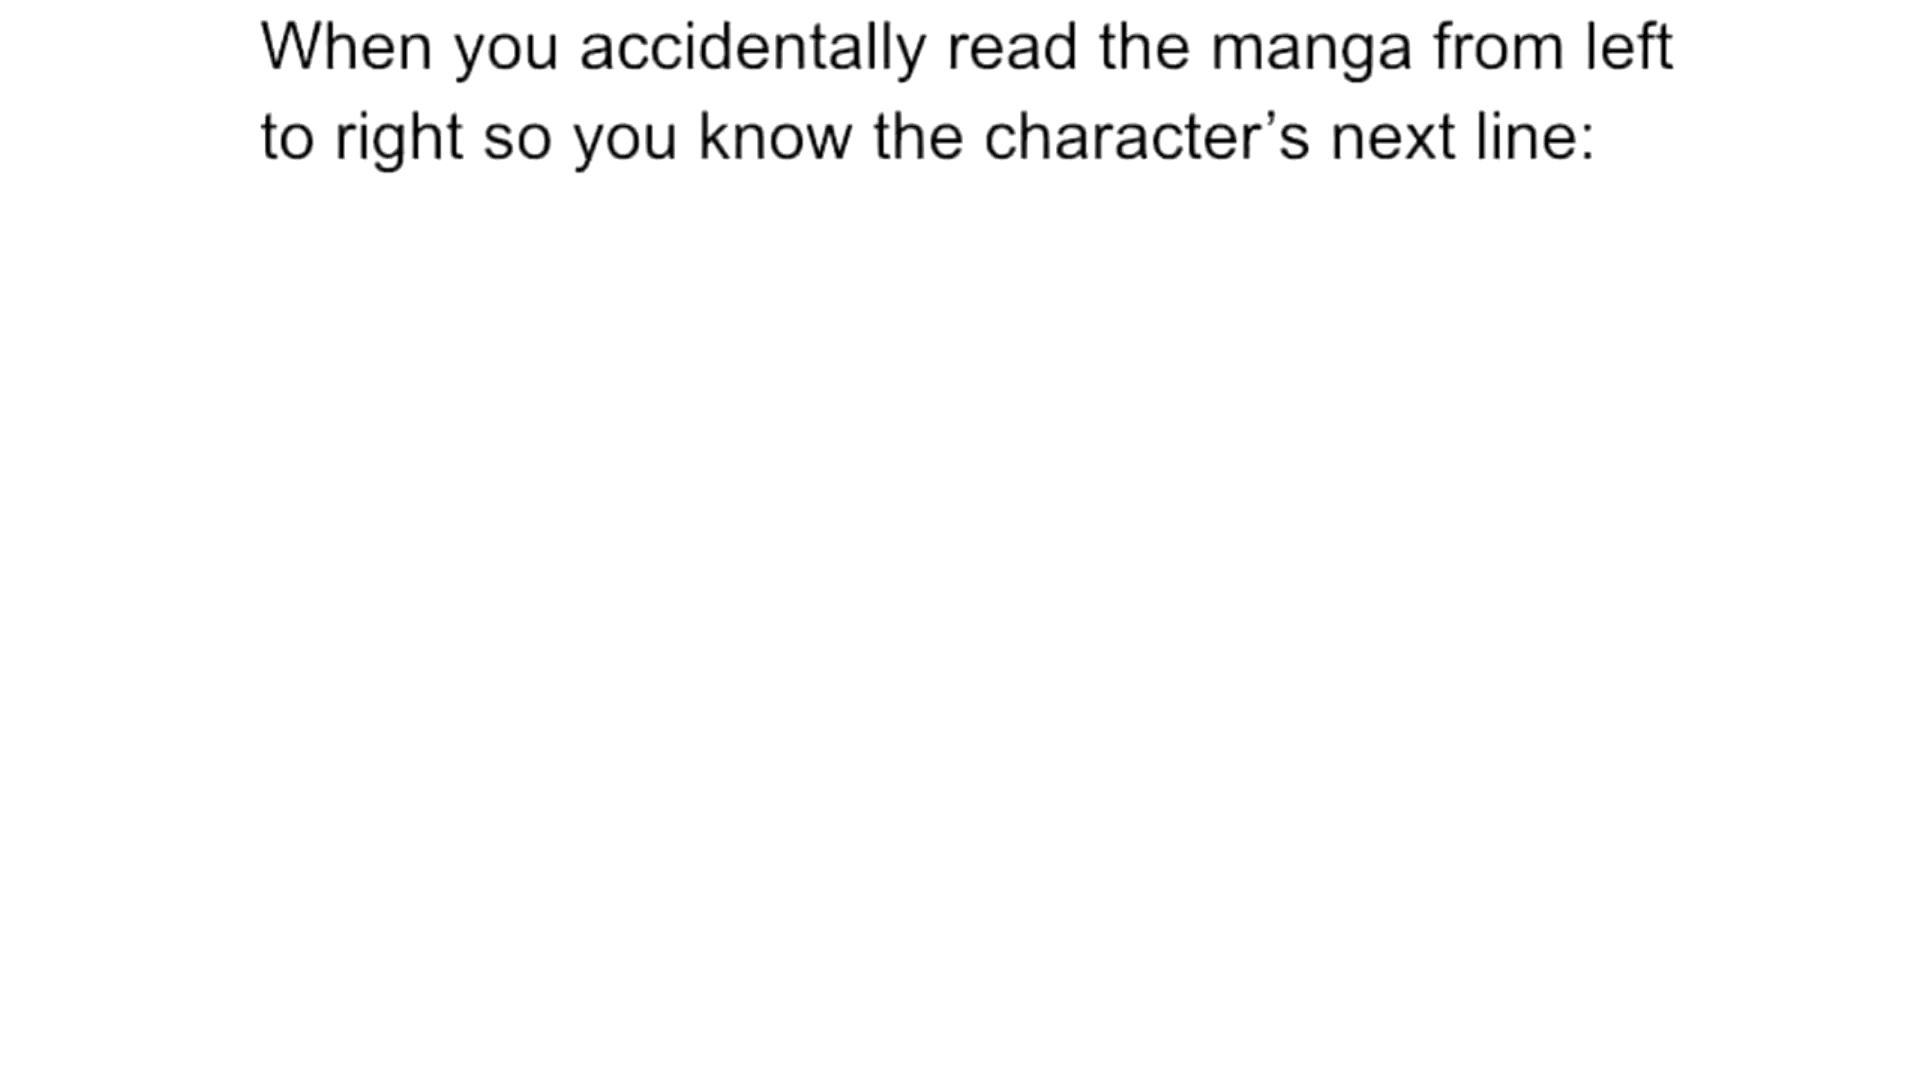 When you accidentally read the manga from left
to right so you know the character’s next line: